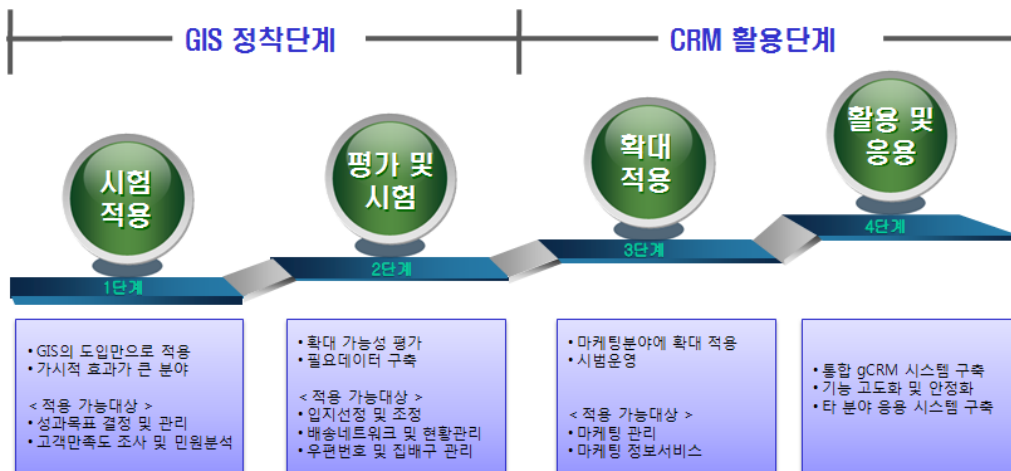 GIS 정착단계
CRM 활용단계
시험
적용
1단계
평가 및
시험
2단계
확대
적용
3단계
활용 및
응용
4단계
• GIS의 도입만으로 적용
• 가시적 효과가 큰 분야
< 적용 가능대상 >
• 성과목표 결정 및 관리
• 고객만족도 조사 및 민원분석
• 확대 가능성 평가
• 필요데이터 구축
< 적용 가능대상 >
• 입지선정 및 조정
• 배송네트워크 및 현황관리
• 우편번호 및 집배구 관리
• 마케팅분야에 확대 적용
• 시범운영
< 적용 가능대상 >
• 마케팅 관리
• 마케팅 정보서비스
• 통합 gCRM 시스템 구축
• 기능 고도화 및 안정화
• 타 분야 응용 시스템 구축